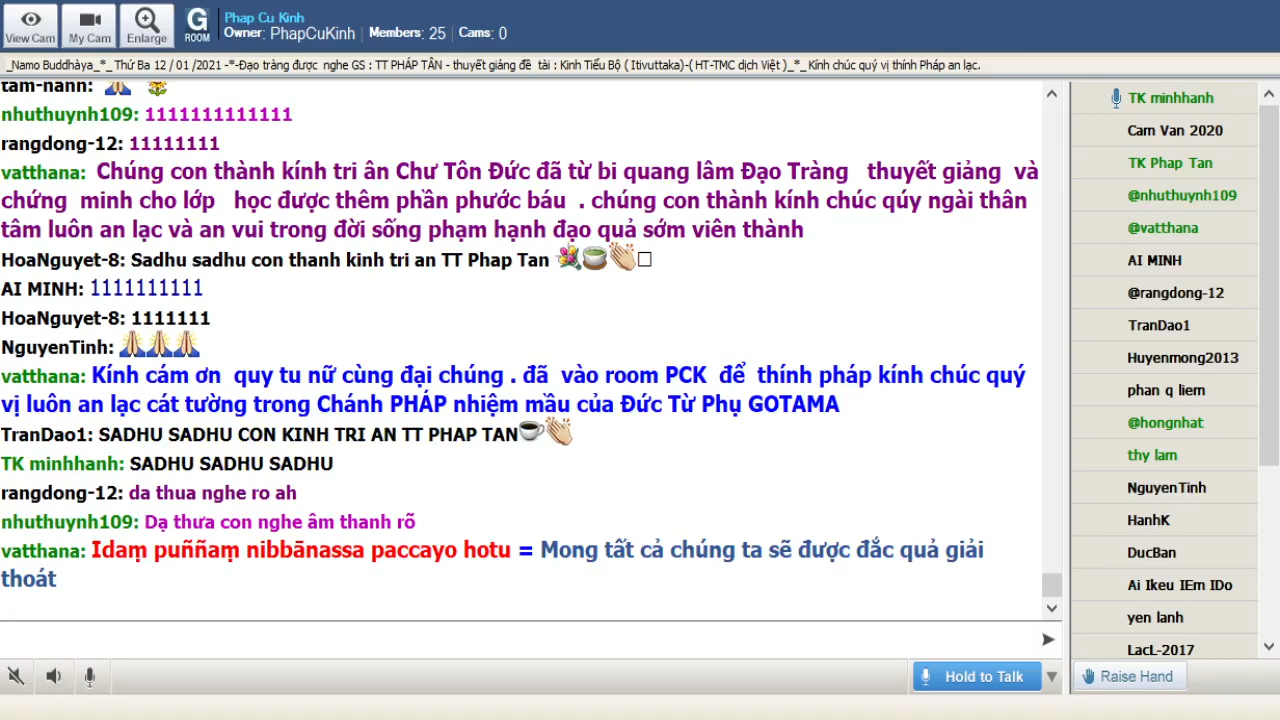 View Cam
My Cam
Enlarge
G
ROOM
Phap Cu Kinh
Owner: PhapCuKinh | Members: 25 | Cams: 0
_Namo Buddhàya_*_ Thứ Ba 12 / 01 /2021 -*-Đạo tràng được nghe GS : TT PHÁP TÂN - thuyết giảng đề tài : Kinh Tiểu Bộ ( Itivuttaka)-( HT-TMC dịch Việt )_*_ Kính chúc quý vị thính Pháp an lạc.
tam-hanh:
nhuthuynh109: 1111111111111
rangdong-12: 11111111
vatthana: Chúng con thành kính tri ân Chư Tôn Đức đã từ bi quang lâm Đạo Tràng thuyết giảng và
chứng minh cho lớp học được thêm phần phước báu . chúng con thành kính chúc qúy ngài thân
tâm luôn an lạc và an vui trong đời sống phạm hạnh đạo quả sớm viên thành
HoaNguyet-8: Sadhu sadhu con thanh kinh tri an TT Phap Tan
AI MINH: 1111111111
HoaNguyet-8: 1111111
NguyenTinh:
vatthana: Kính cám ơn quy tu nữ cùng đại chúng . đã vào room PCK để thính pháp kính chúc quý
vị luôn an lạc cát tường trong Chánh PHÁP nhiệm mầu của Đức Từ Phụ GOTAMA
TranDao1: SADHU SADHU CON KINH TRI AN TT PHAP TAN
TK minhhanh: SADHU SADHU SADHU
rangdong-12: da thua nghe ro ah
nhuthuynh109: Dạ thưa con nghe âm thanh rõ
vatthana: Idaṃ puññaṃ nibbānassa paccayo hotu = Mong tất cả chúng ta sẽ được đắc quả giải
thoát
TK minhhanh
Cam Van 2020
TK Phap Tan
@nhuthuynh109
@vatthana
AI MINH
@rangdong-12
TranDao1
Huyenmong2013
phan q liem
@hongnhat
thy lam
NguyenTinh
HanhK
DucBan
Ai Ikeu IEm IDo
yen lanh
LacL-2017
Hold to Talk
Raise Hand